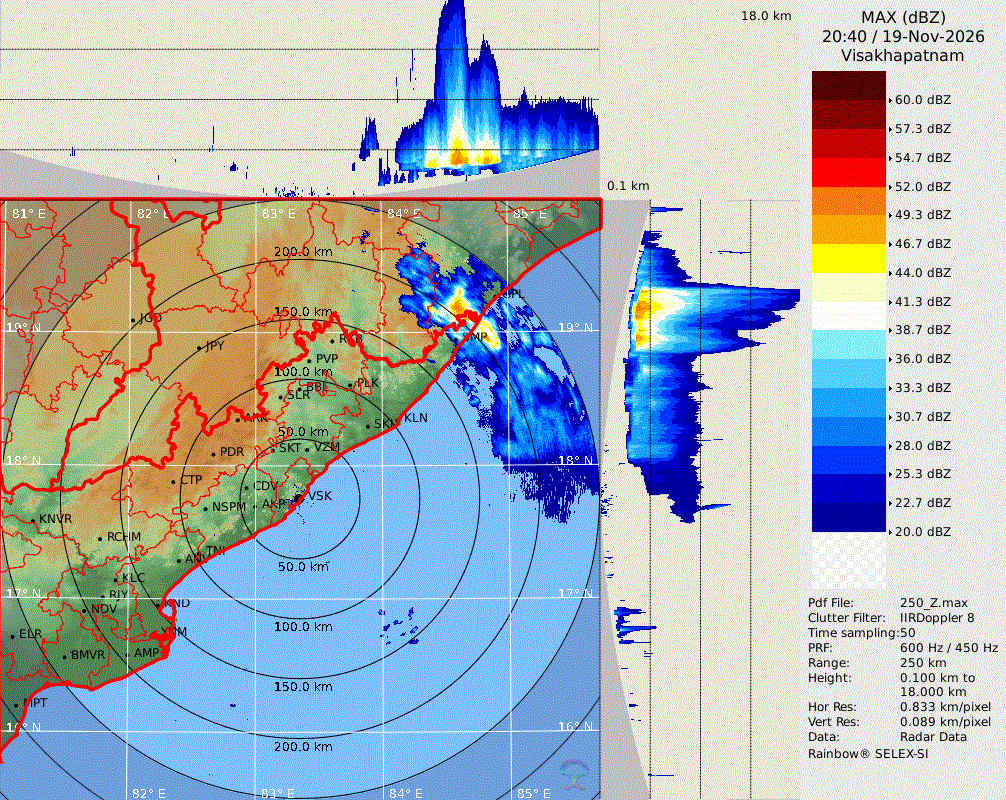 18.0 km
MAX (dBZ)
20:40 / 19-Nov-2026
Visakhapatnam
60.0 dBZ
57.3 dBZ
54.7 dBZ
52.0 dBZ
49.3 dBZ
46.7 dBZ
44.0 dBZ
41.3 dBZ
38.7 dBZ
36.0 dBZ
33.3 dBZ
30.7 dBZ
28.0 dBZ
25.3 dBZ
22.7 dBZ
20.0 dBZ
0.1 km
81° E
82° E
83° E
84° E
85° E
200.0 km
150.0 km
100.0 km
50.0 km
JPY
PVP
PLK
SLR
KLN
PDR
SKT
VZM
18° N
CTP
CDV
VSK
NSPM
KNVR
50.0 km
KLC
17° N
NDV
100.0 km
ELR
BMVR
AMP
150.0 km
16° N
200.0 km
82° E
83° E
84° E
85° E
Pdf File: 250_Z.max
Clutter Filter: IIRDoppler 8
Time sampling:50
PRF: 600 Hz / 450 Hz
Range: 250 km
Height: 0.100 km to
18.000 km
Hor Res: 0.833 km/pixel
Vert Res: 0.089 km/pixel
Data: Radar Data
Rainbow® SELEX-SI